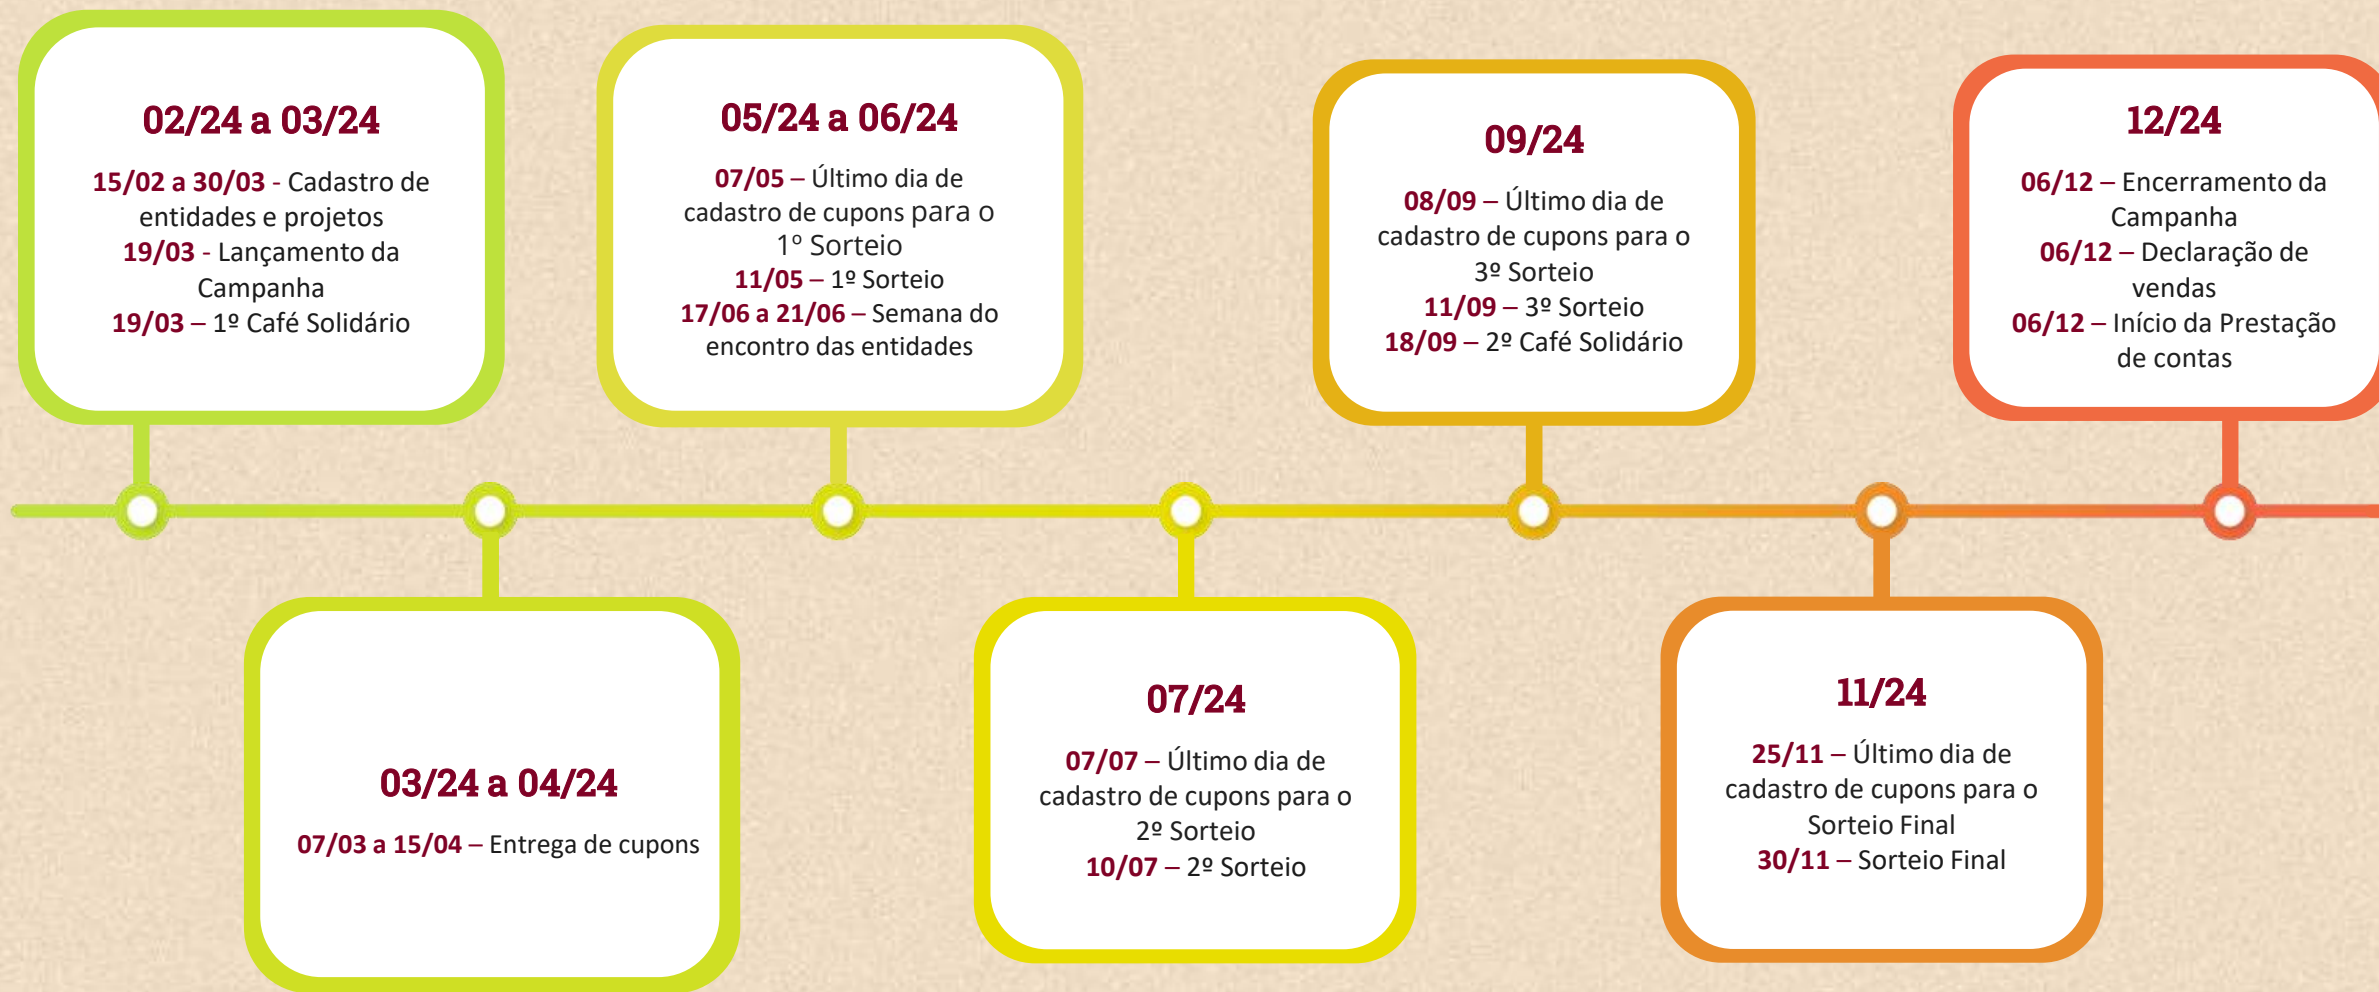 02/24 a 03/24
15/02 a 30/03 - Cadastro de
entidades e projetos
19/03 - Lançamento da
Campanha
19/03 – 1º Café Solidário
03/24 a 04/24
07/03 a 15/04 – Entrega de cupons
05/24 a 06/24
07/05 – Último dia de
cadastro de cupons para o
1º Sorteio
11/05 – 1º Sorteio
17/06 a 21/06 – Semana do
encontro das entidades
07/24
07/07 – Último dia de
cadastro de cupons para o
2º Sorteio
10/07 – 2º Sorteio
09/24
08/09 – Último dia de
cadastro de cupons para o
3º Sorteio
11/09 – 3º Sorteio
18/09 – 2º Café Solidário
11/24
25/11 – Último dia de
cadastro de cupons para o
Sorteio Final
30/11 – Sorteio Final
12/24
06/12 – Encerramento da
Campanha
06/12 – Declaração de
vendas
06/12 – Início da Prestação
de contas